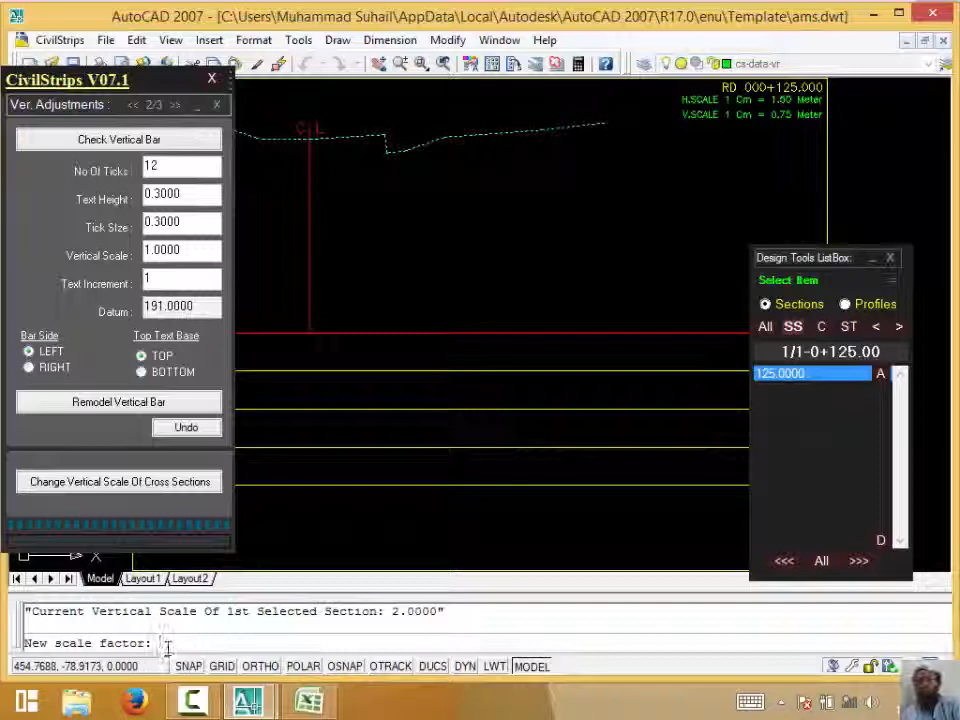 AutoCAD 2007 - [C:\Users\Muhammad Suhail\AppData\Local\Autodesk\AutoCAD 2007\R17.0\enu\Template\ams.dwt]
CivilStrips File Edit View Insert Format Tools Draw Dimension Modify Window Help
cs-data-vr
CivilStrips V07.1 X
Ver. Adjustments : << 2/3 >> _ X
Check Vertical Bar
No Of Ticks : 12
Text Height : 0.3000
Tick SIze : 0.3000
Vertical Scale : 1.0000
Text Increment : 1
Datum : 191.0000
Bar Side Top Text Base
LEFT TOP
RIGHT BOTTOM
Remodel Vertical Bar
Undo
Change Vertical Scale Of Cross Sections
C L
RD 000+125.000
H.SCALE 1 Cm = 1.00 Meter
V.SCALE 1 Cm = 0.75 Meter
Design Tools ListBox: _ X
Select Item
Sections Profiles
All SS C ST < >
1/1-0+125.00
125.0000 A
D
<<< All >>>
X
Model Layout1 Layout2
"Current Vertical Scale Of 1st Selected Section: 2.0000"
New scale factor:
454.7688, -78.9173, 0.0000 SNAP GRID ORTHO POLAR OSNAP OTRACK DUCS DYN LWT MODEL